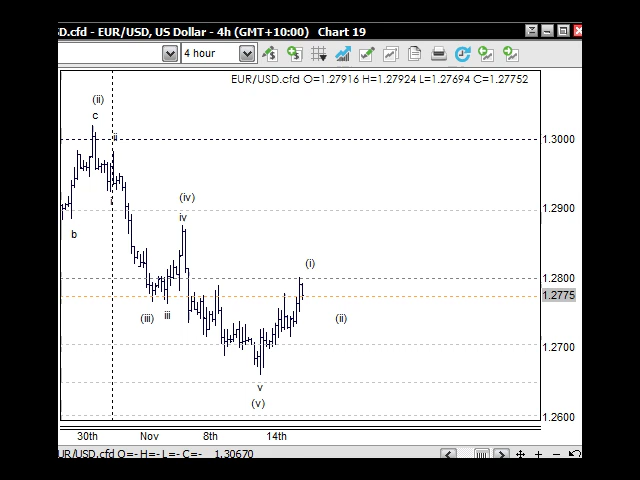 D.cfd - EUR/USD, US Dollar - 4h (GMT+10:00) Chart 19
4 hour
EUR/USD.cfd O=1.27916 H=1.27924 L=1.27694 C=1.27752
(ii)
c
ii
1.3000
i
(iv)
1.2900
iv
b
(i)
1.2800
1.2775
(iii)
iii
(ii)
1.2700
v
(v)
1.2600
30th
Nov
8th
14th
UR/USD.cfd O=- H=- L=- C=- 1.30670